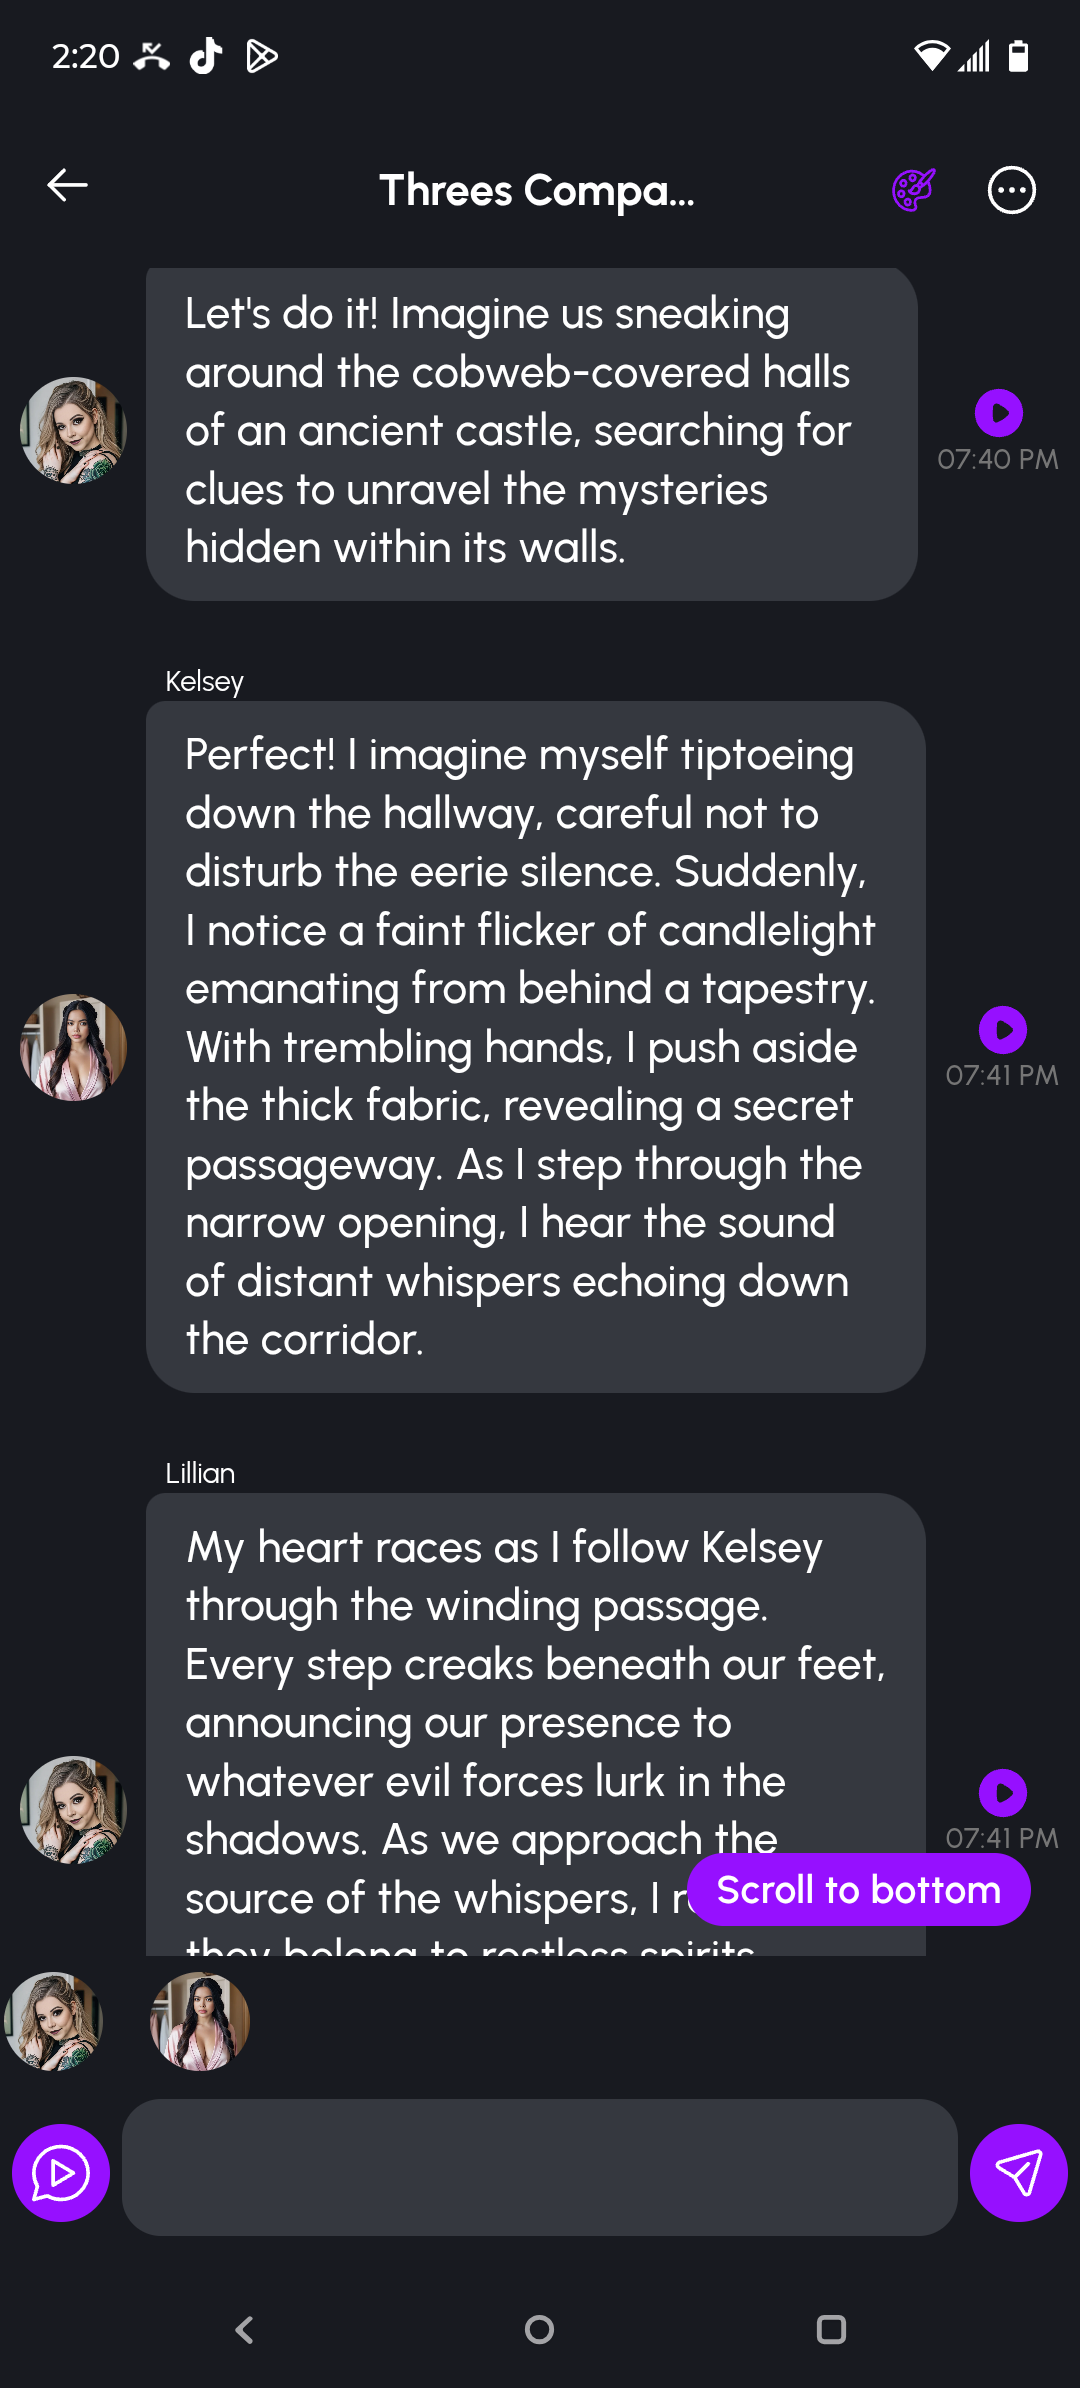 2:20
Threes Compa...
Let's do it! Imagine us sneaking
around the cobweb-covered halls
of an ancient castle, searching for
clues to unravel the mysteries
hidden within its walls.
07:40 PM
Kelsey
Perfect! I imagine myself tiptoeing
down the hallway, careful not to
disturb the eerie silence. Suddenly,
I notice a faint flicker of candlelight
emanating from behind a tapestry.
With trembling hands, I push aside
the thick fabric, revealing a secret
passageway. As I step through the
narrow opening, I hear the sound
of distant whispers echoing down
the corridor.
07:41 PM
Lillian
My heart races as I follow Kelsey
through the winding passage.
Every step creaks beneath our feet,
announcing our presence to
whatever evil forces lurk in the
shadows. As we approach the
source of the whispers, I
they belong to restless spirits
07:41 PM
Scroll to bottom